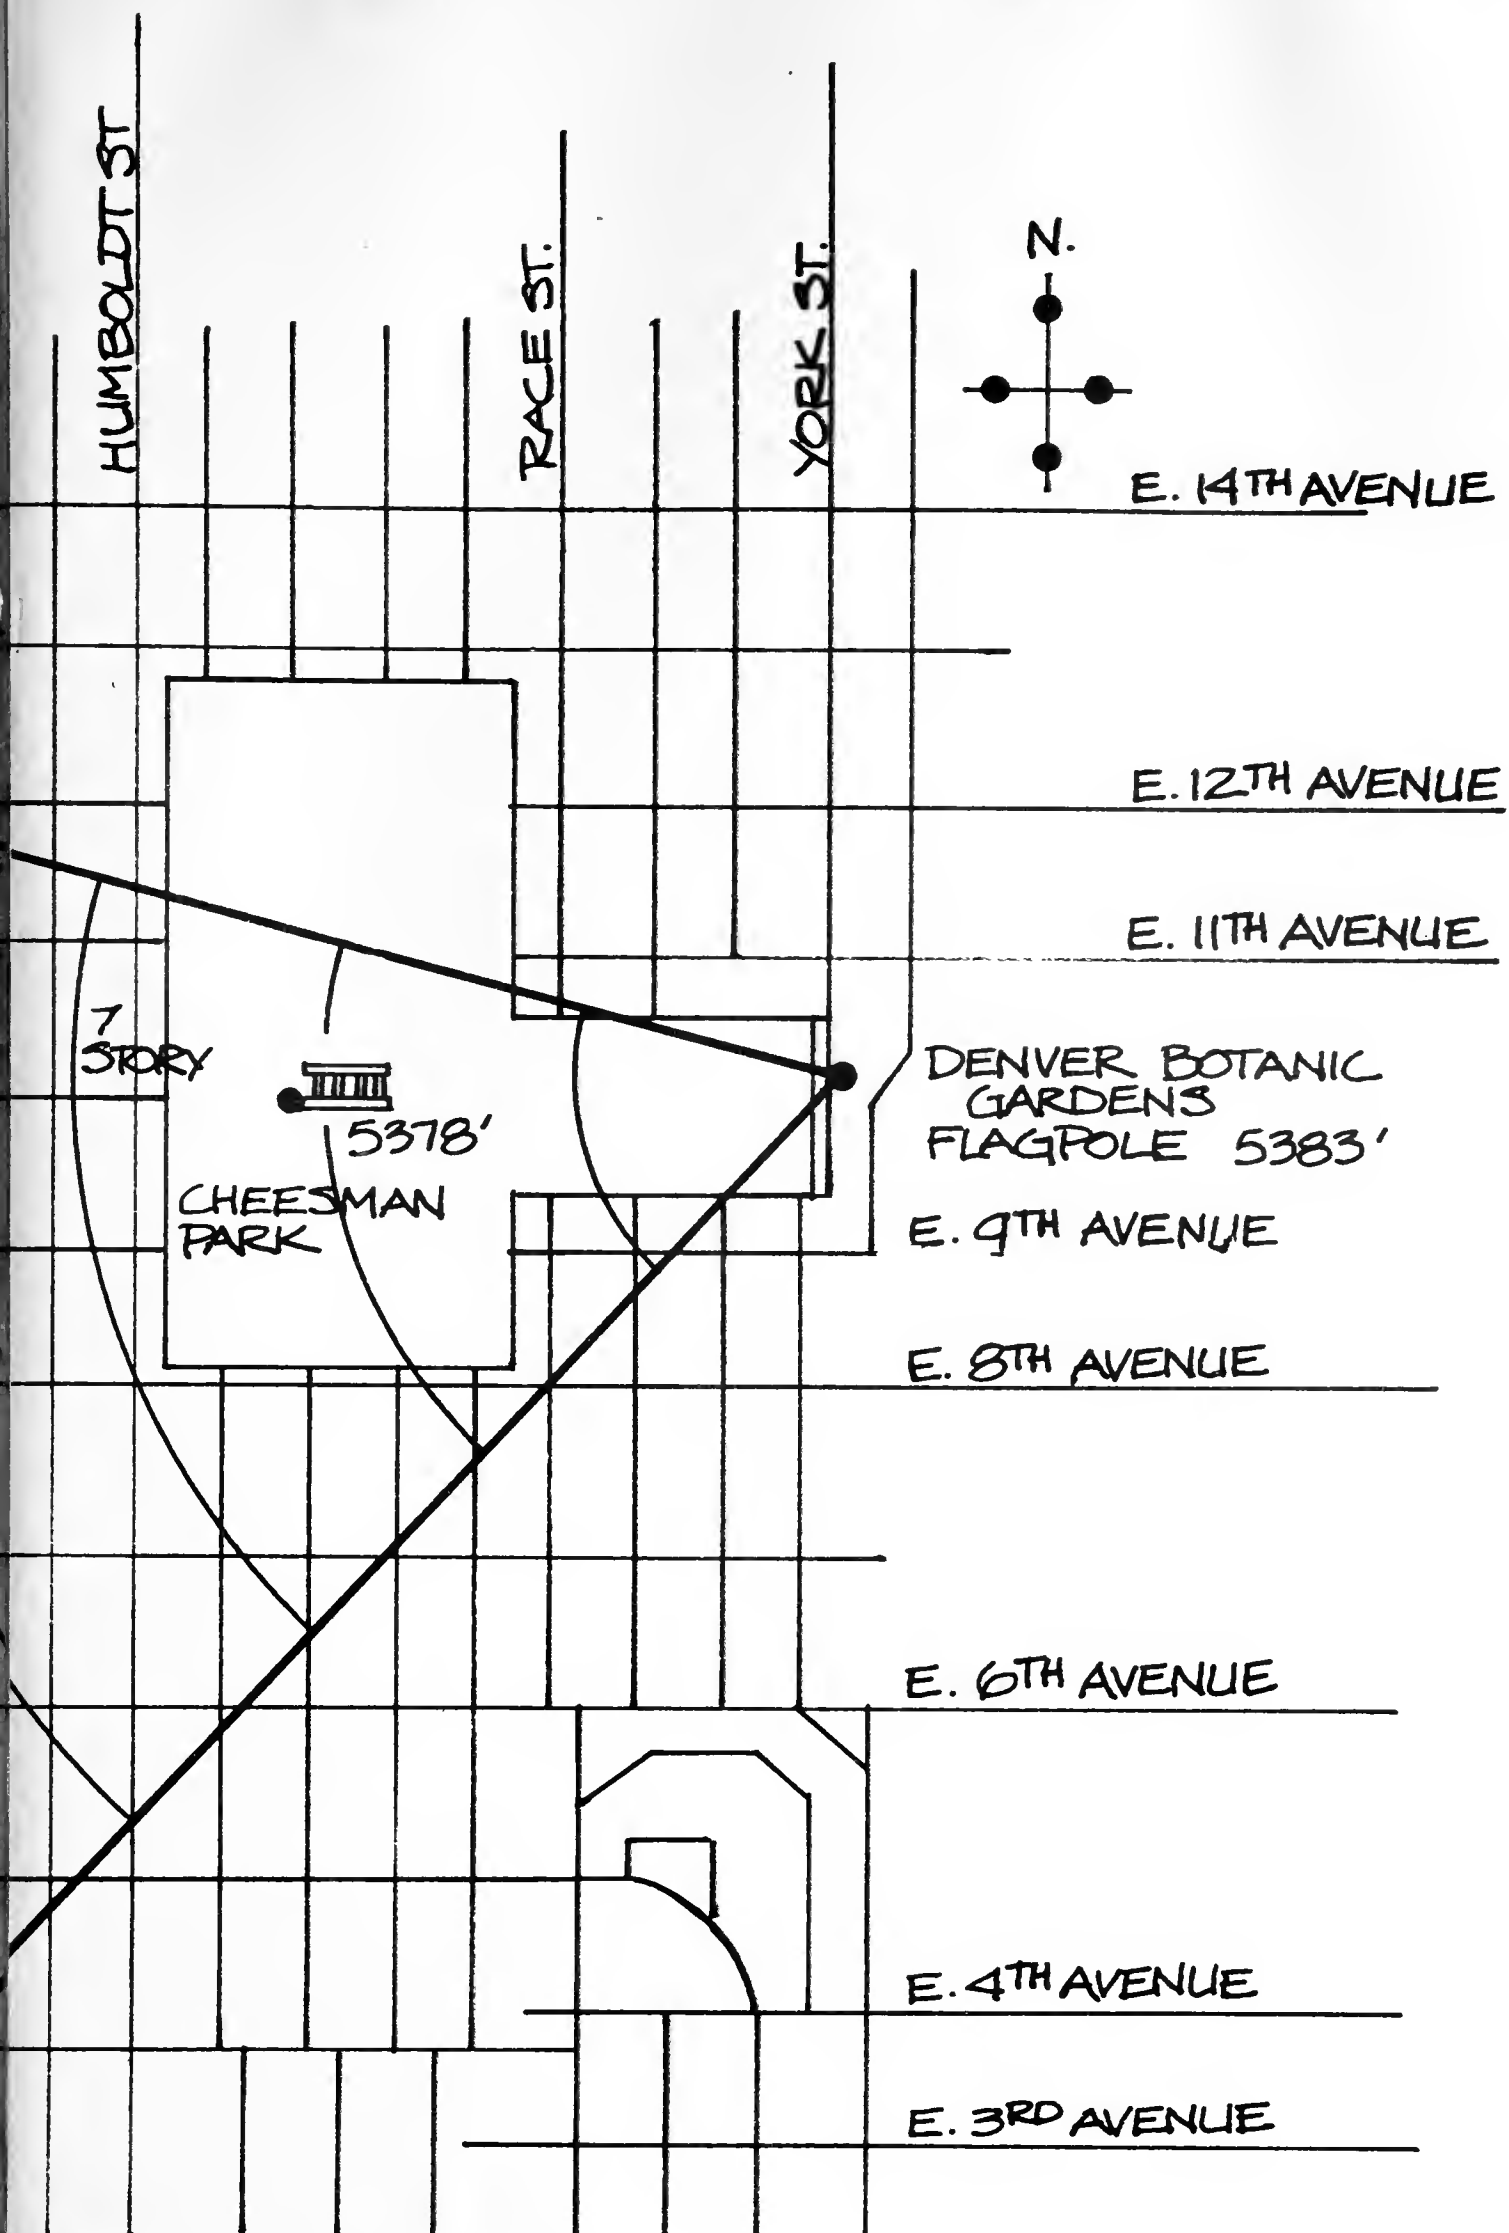 HUMBOLDT ST
RACE ST.
YORK ST.
N.
E. 14TH AVENUE
E. 12TH AVENUE
E. 11TH AVENUE
7
STORY
5378'
DENVER BOTANIC
GARDENS
FLAGPOLE 5383'
CHEESMAN
PARK
E. 9TH AVENUE
E. 8TH AVENUE
E. 6TH AVENUE
E. 4TH AVENUE
E. 3RD AVENUE